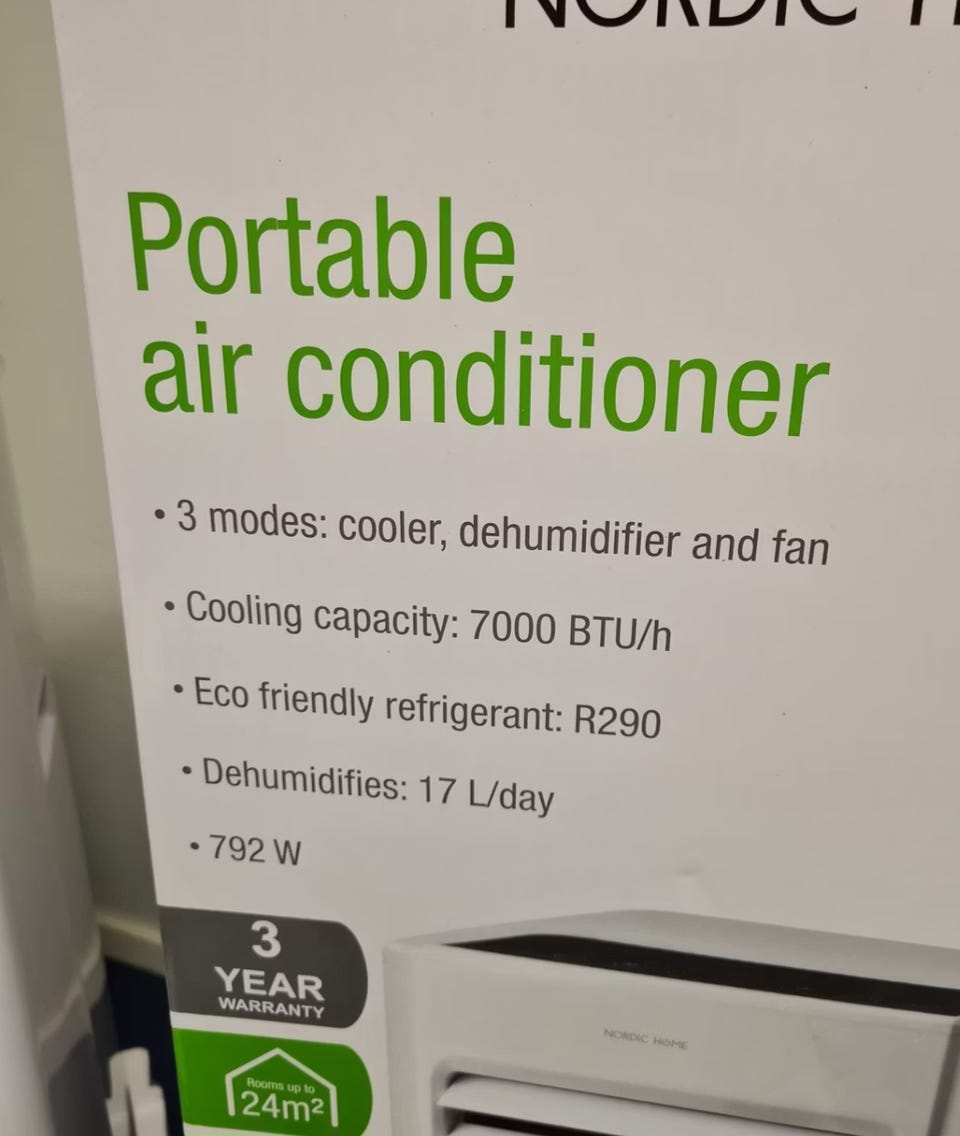 NORDIC
Portable
air conditioner
• 3 modes: cooler, dehumidifier and fan
• Cooling capacity: 7000 BTU/h
• Eco friendly refrigerant: R290
• Dehumidifies: 17 L/day
• 792 W
3
YEAR
WARRANTY
NORDIC HOME
Rooms up to
24m²